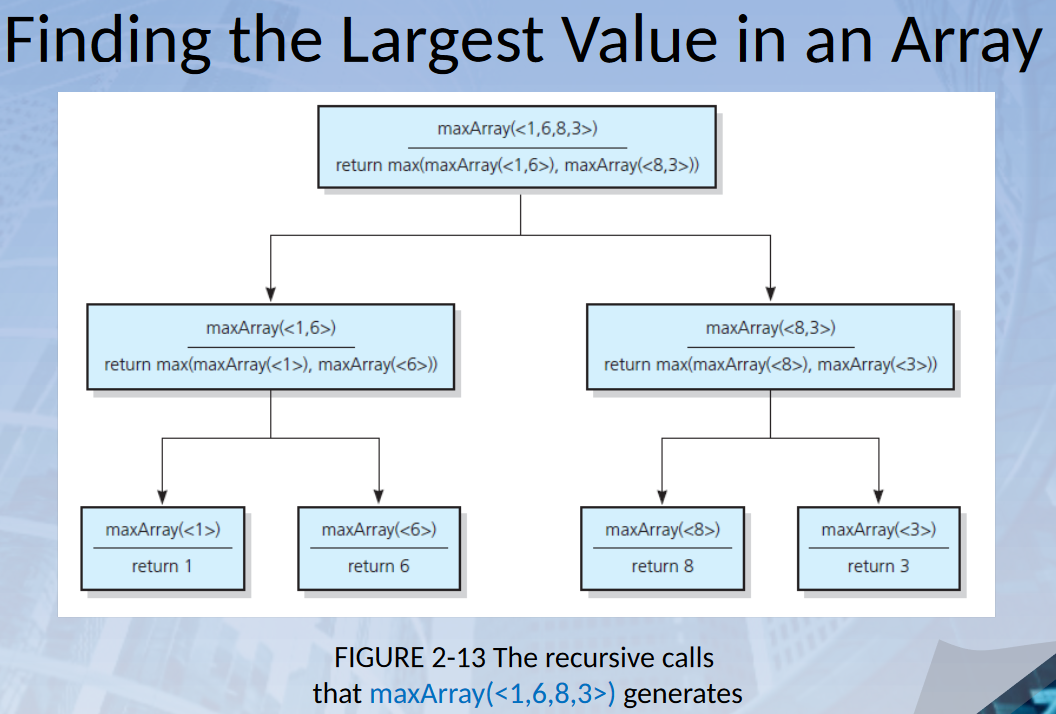 Finding the Largest Value in an Array
maxArray(<1,6,8,3>)
return max(maxArray(<1,6>), maxArray(<8,3>))
maxArray(<1,6>)
return max(maxArray(<1>), maxArray(<6>))
maxArray(<8,3>)
return max(maxArray(<8>), maxArray(<3>))
maxArray(<1>)
return 1
maxArray(<6>)
return 6
maxArray(<8>)
return 8
maxArray(<3>)
return 3
FIGURE 2-13 The recursive calls
that maxArray(<1,6,8,3>) generates